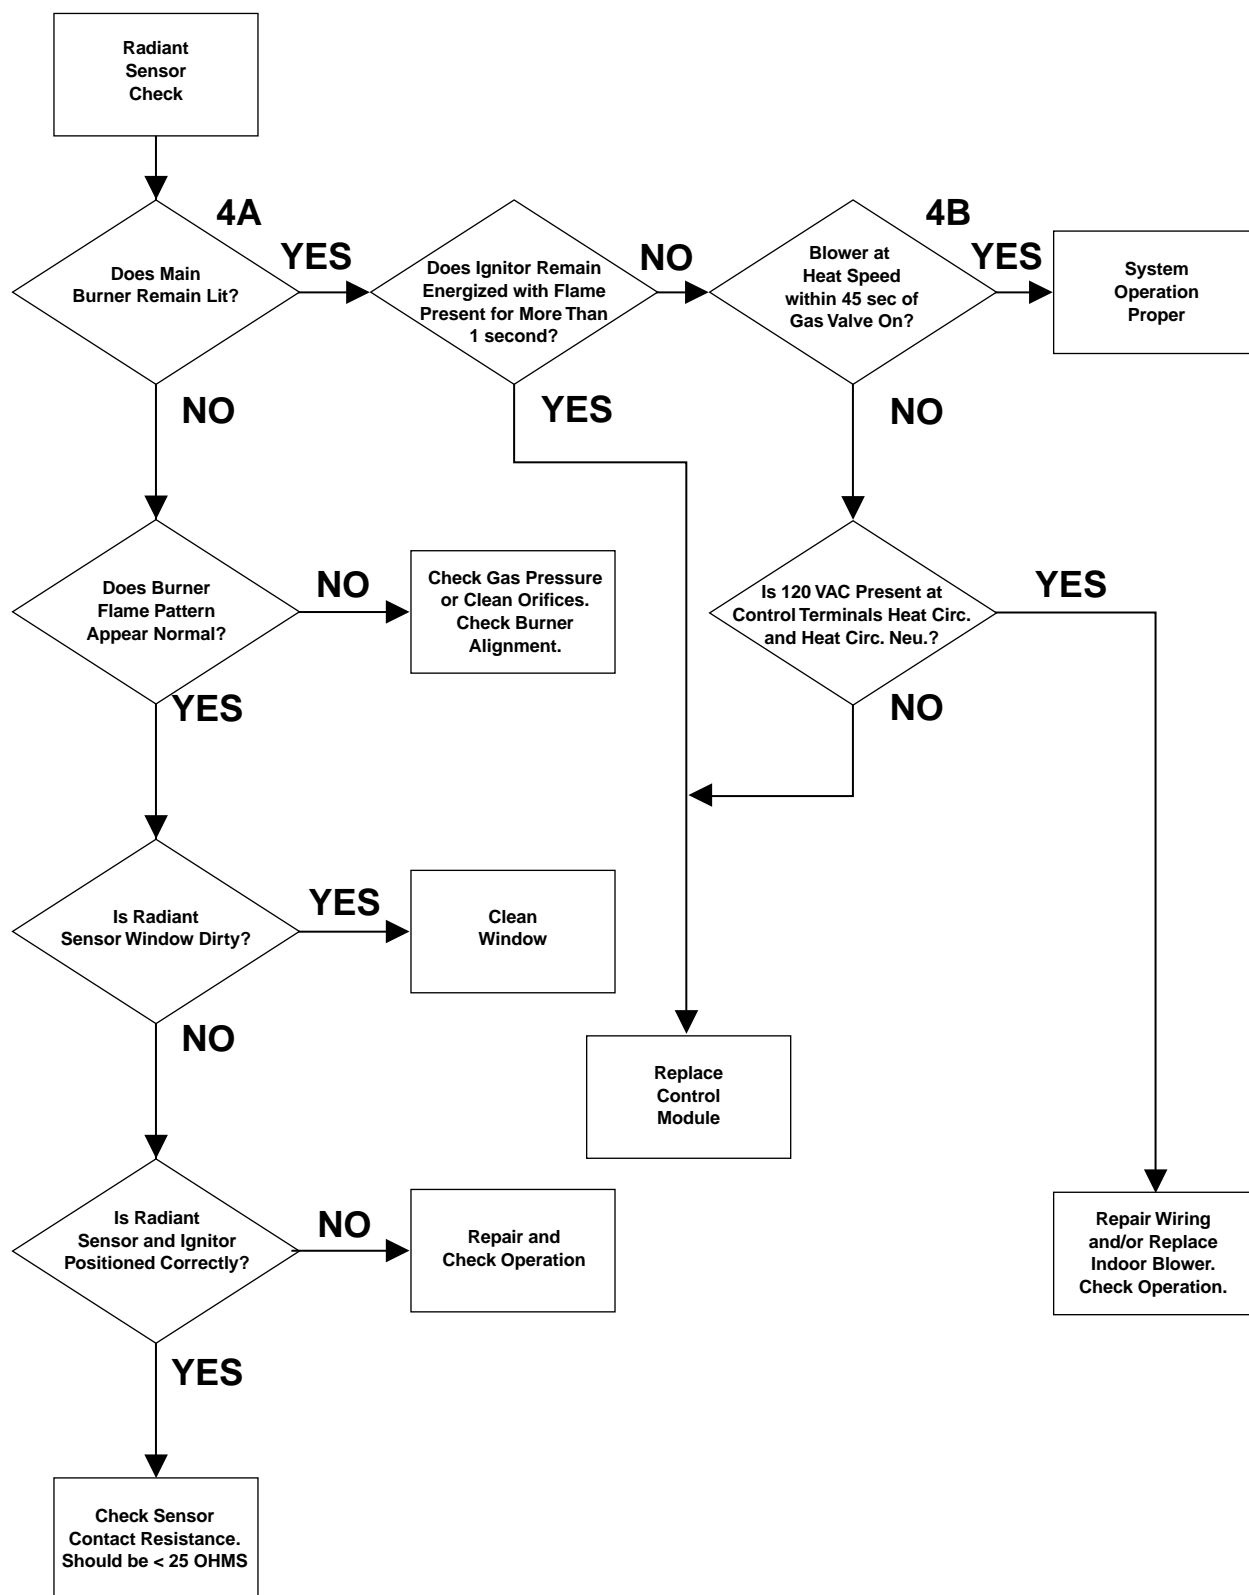 Radiant
Sensor
Check
4A
4B
Does Main
Burner Remain Lit?
YES
Does Ignitor Remain
Energized with Flame
Present for More Than
1 second?
NO
Blower at
Heat Speed
within 45 sec of
Gas Valve On?
YES
System
Operation
Proper
NO
YES
NO
Does Burner
Flame Pattern
Appear Normal?
NO
Check Gas Pressure
or Clean Orifices.
Check Burner
Alignment.
Is 120 VAC Present at
Control Terminals Heat Circ.
and Heat Circ. Neu.?
YES
YES
NO
Is Radiant
Sensor Window Dirty?
YES
Clean
Window
NO
Replace
Control
Module
Is Radiant
Sensor and Ignitor
Positioned Correctly?
NO
Repair and
Check Operation
Repair Wiring
and/or Replace
Indoor Blower.
Check Operation.
YES
Check Sensor
Contact Resistance.
Should be < 25 OHMS